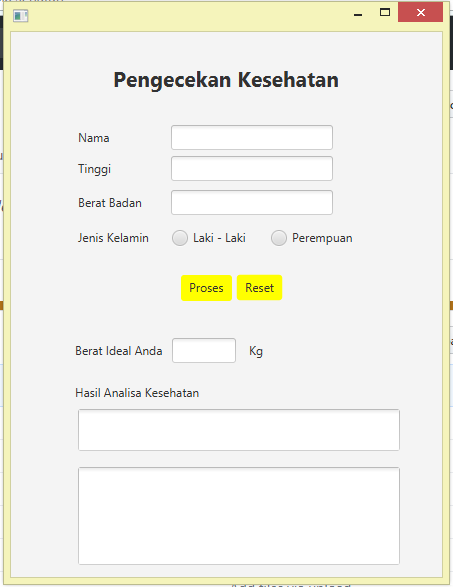 Pengecekan Kesehatan
Nama
Tinggi
Berat Badan
Jenis Kelamin Laki - Laki Perempuan
Proses Reset
Berat Ideal Anda Kg
Hasil Analisa Kesehatan